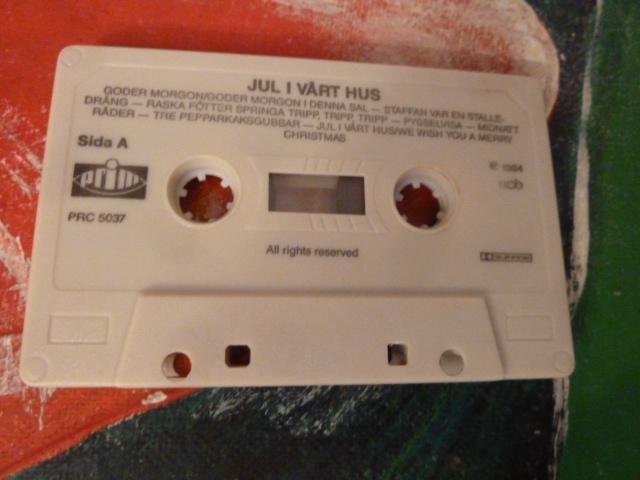 JUL I VÅRT HUS
GODER MORGON/GODER MORGON I DENNA SAL — STAFFAN VAR EN STALLE-
DRÄNG — RASKA FÖTTER SPRINGA TRIPP, TRIPP, TRIPP — PYSSELVISA — MIDNATT
RÅDER — TRE PEPPARKAKSGUBBAR — JUL I VÅRT HUS/WE WISH YOU A MERRY
CHRISTMAS
Sida A
prim
℗ 1984
ncb
PRC 5037
All rights reserved